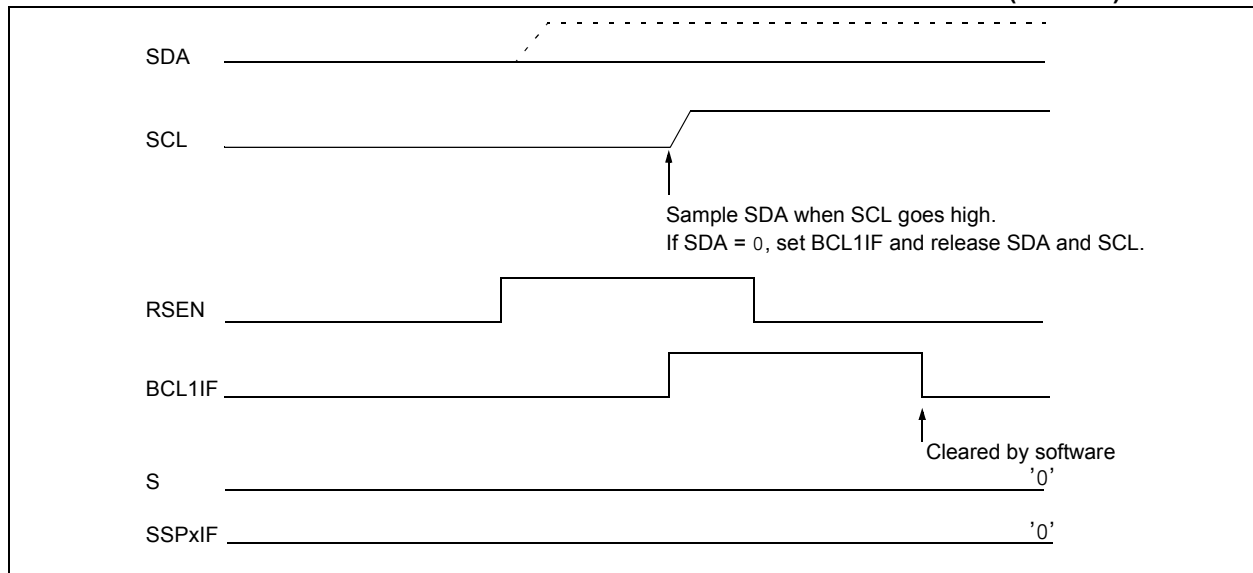 SDA
SCL
Sample SDA when SCL goes high.
If SDA = 0, set BCL1IF and release SDA and SCL.
RSEN
BCL1IF
Cleared by software
S
'0'
SSPxIF
'0'